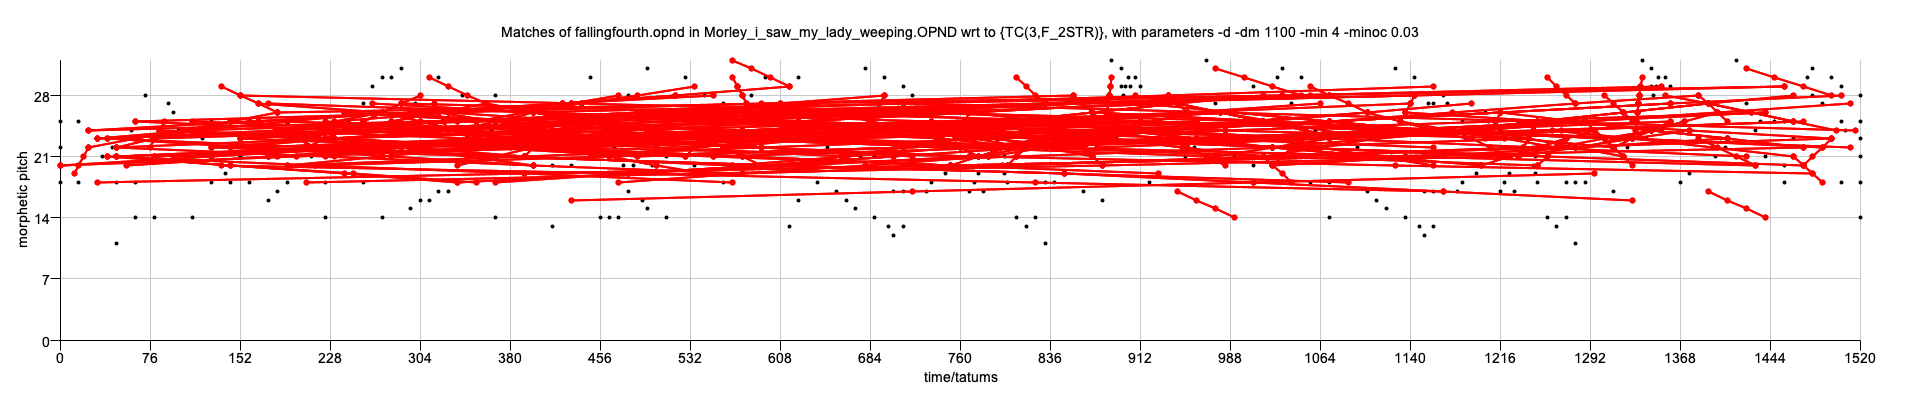 Matches of fallingfourth.opnd in Morley_i_saw_my_lady_weeping.OPND wrt to {TC(3,F_2STR)}, with parameters -d -dm 1100 -min 4 -minoc 0.03
morphetic pitch
28
21
14
7
0
0 76 152 228 304 380 456 532 608 684 760 836 912 988 1064 1140 1216 1292 1368 1444 1520
time/tatums